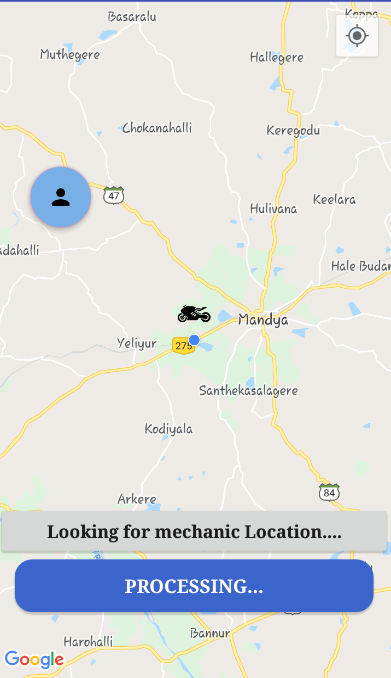 Basaralu
Koppa
Muthegere
Hallegere
Chokanahalli
Keregodu
47
Keelara
Hulivana
adahalli
Hale Budan
Mandya
Yeliyur
275
Santhekasalagere
Kodiyala
84
Arkere
Looking for mechanic Location....
PROCESSING...
Bannur
Harohalli
Google